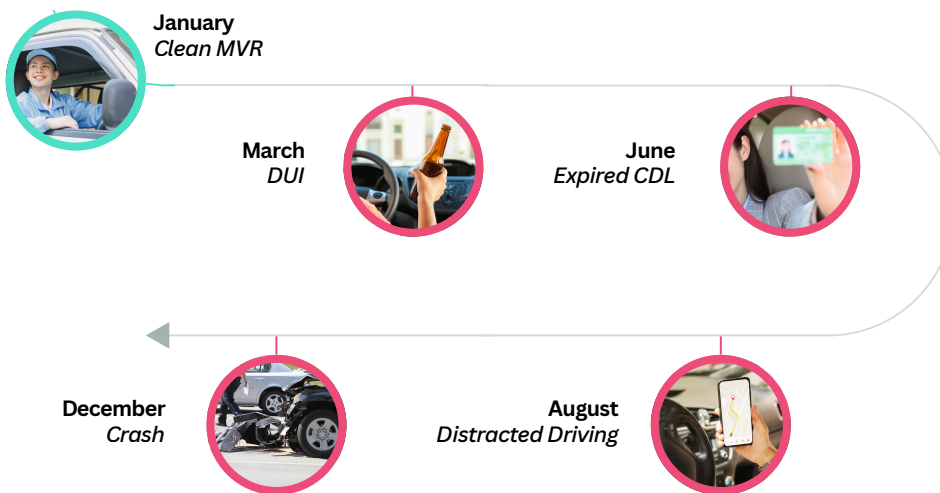 January
Clean MVR
March
DUI
June
Expired CDL
August
Distracted Driving
December
Crash